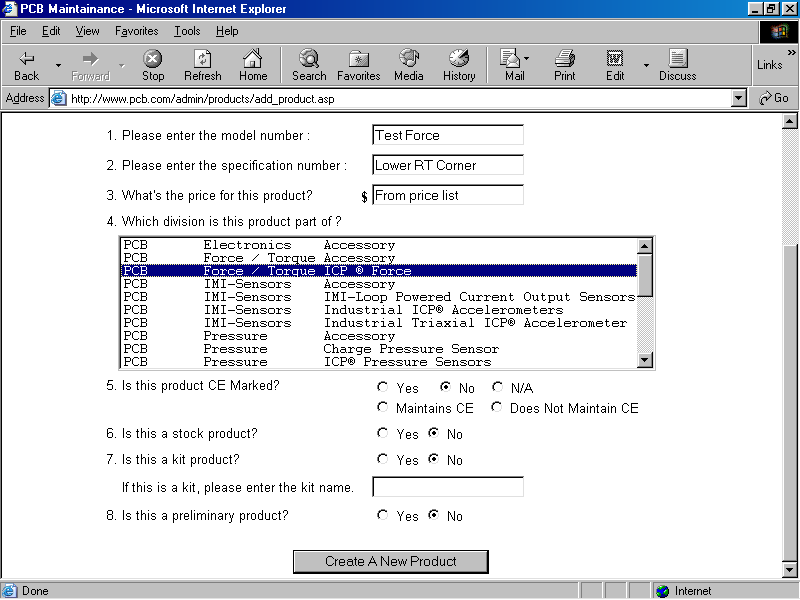 PCB Maintainance - Microsoft Internet Explorer
File Edit View Favorites Tools Help
Back Forward Stop Refresh Home Search Favorites Media History Mail Print Edit Discuss Links »
Address http://www.pcb.com/admin/products/add_product.asp Go
1. Please enter the model number : Test Force
2. Please enter the specification number : Lower RT Corner
3. What's the price for this product? $ From price list
4. Which division is this product part of ?
PCB Electronics Accessory
PCB Force / Torque Accessory
PCB Force / Torque ICP ® Force
PCB IMI-Sensors Accessory
PCB IMI-Sensors IMI-Loop Powered Current Output Sensors
PCB IMI-Sensors Industrial ICP® Accelerometers
PCB IMI-Sensors Industrial Triaxial ICP® Accelerometer
PCB Pressure Accessory
PCB Pressure Charge Pressure Sensor
PCB Pressure ICP® Pressure Sensors
5. Is this product CE Marked? Yes No N/A
Maintains CE Does Not Maintain CE
6. Is this a stock product? Yes No
7. Is this a kit product? Yes No
If this is a kit, please enter the kit name.
8. Is this a preliminary product? Yes No
Create A New Product
Done Internet